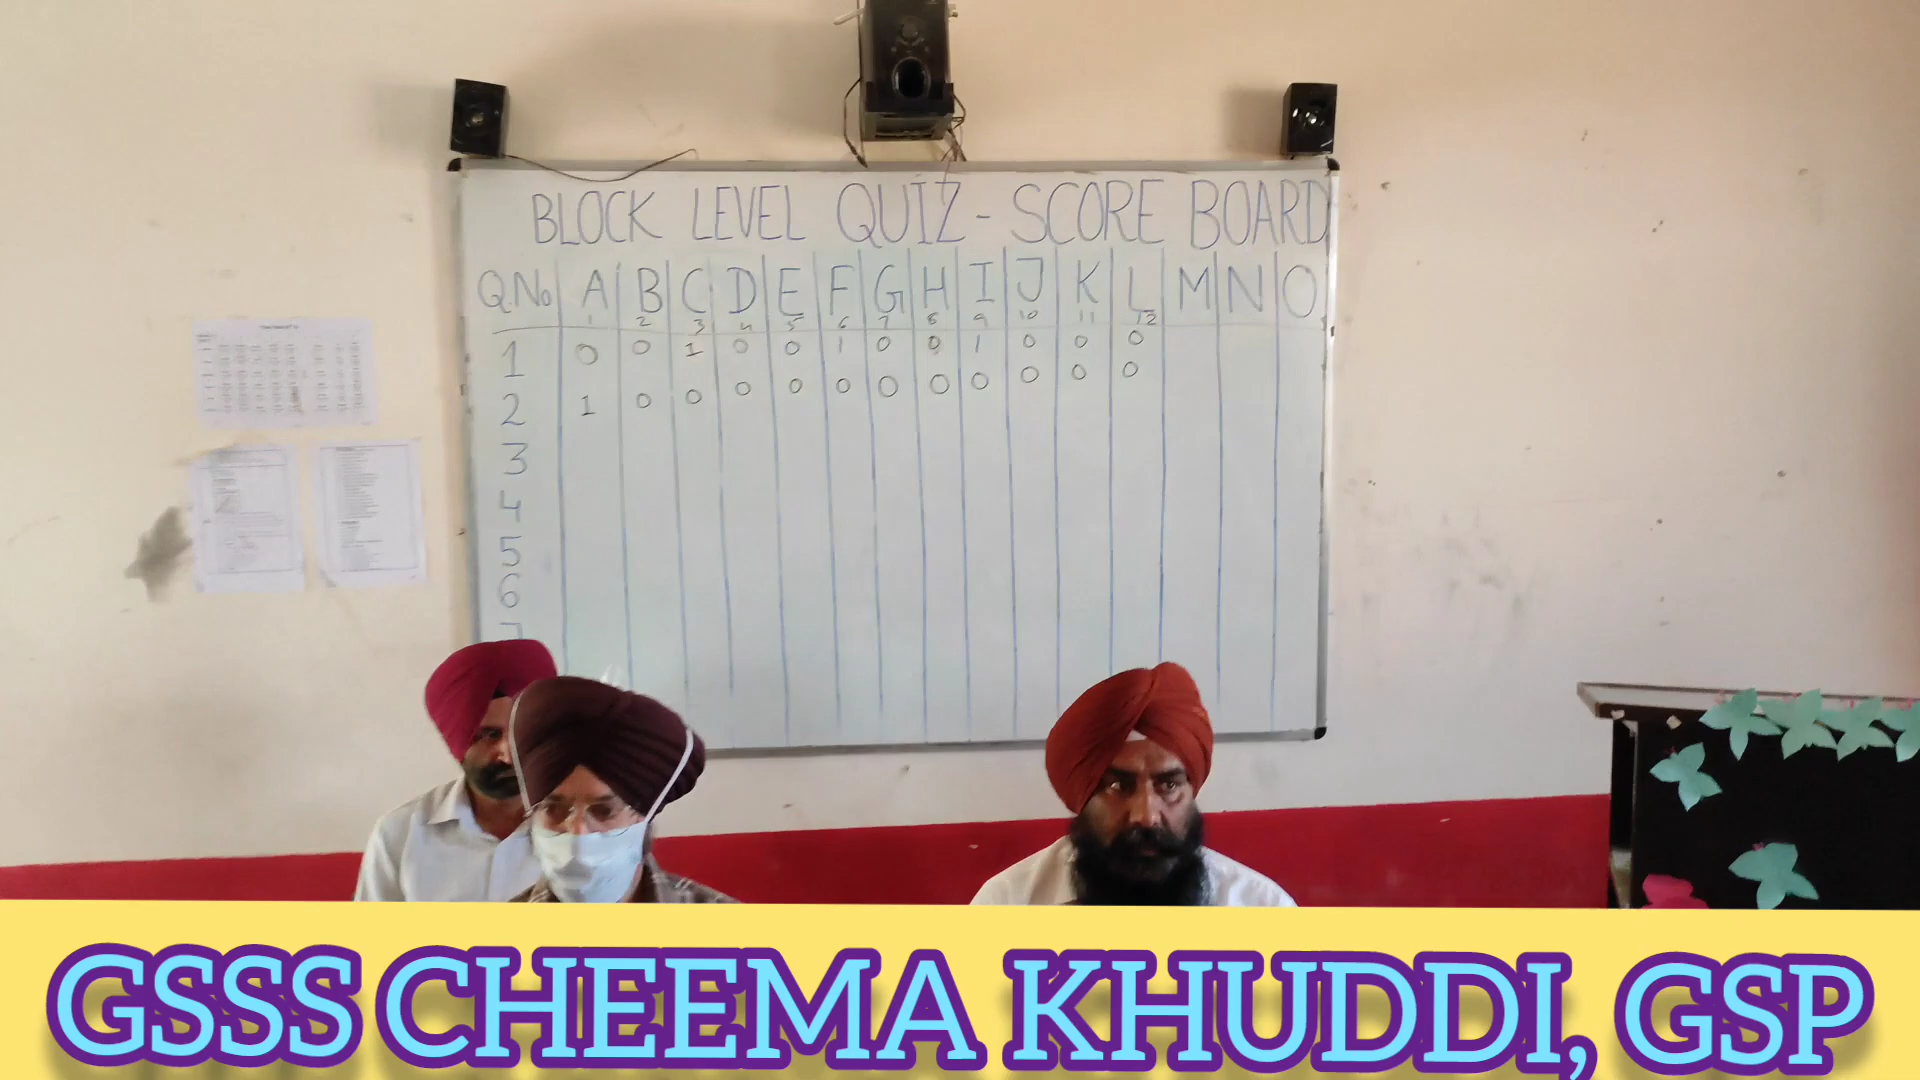 BLOCK LEVEL QUIZ - SCORE BOARD
Q.No A B C D E F G H I J K L M N O
1 2 3 4 5 6 7 8 9 10 11 12
1 0 0 1 0 0 1 0 0 1 0 0 0
2 1 0 0 0 0 0 0 0 0 0 0 0
3
4
5
6
7
GSSS CHEEMA KHUDDI, GSP